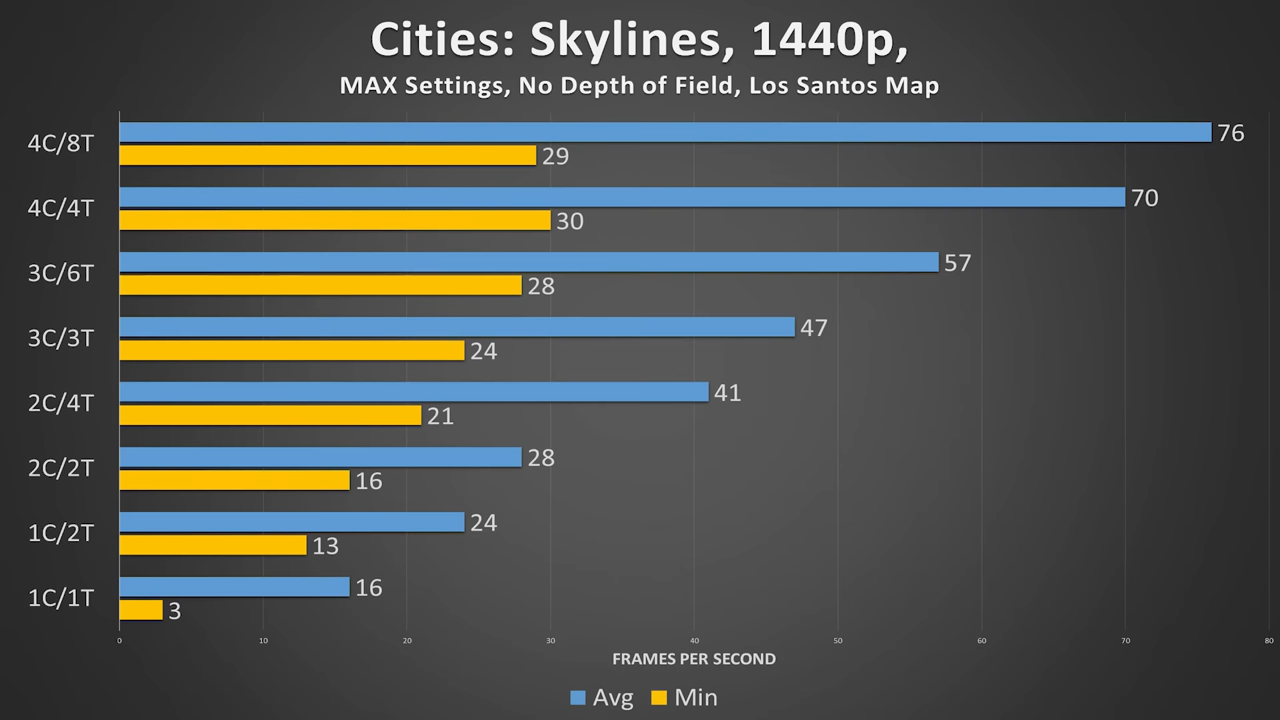 Cities: Skylines, 1440p,
MAX Settings, No Depth of Field, Los Santos Map
4C/8T
76
29
4C/4T
70
30
3C/6T
57
28
3C/3T
47
24
2C/4T
41
21
2C/2T
28
16
1C/2T
24
13
1C/1T
16
3
0 10 20 30 40 50 60 70 80
FRAMES PER SECOND
Avg Min